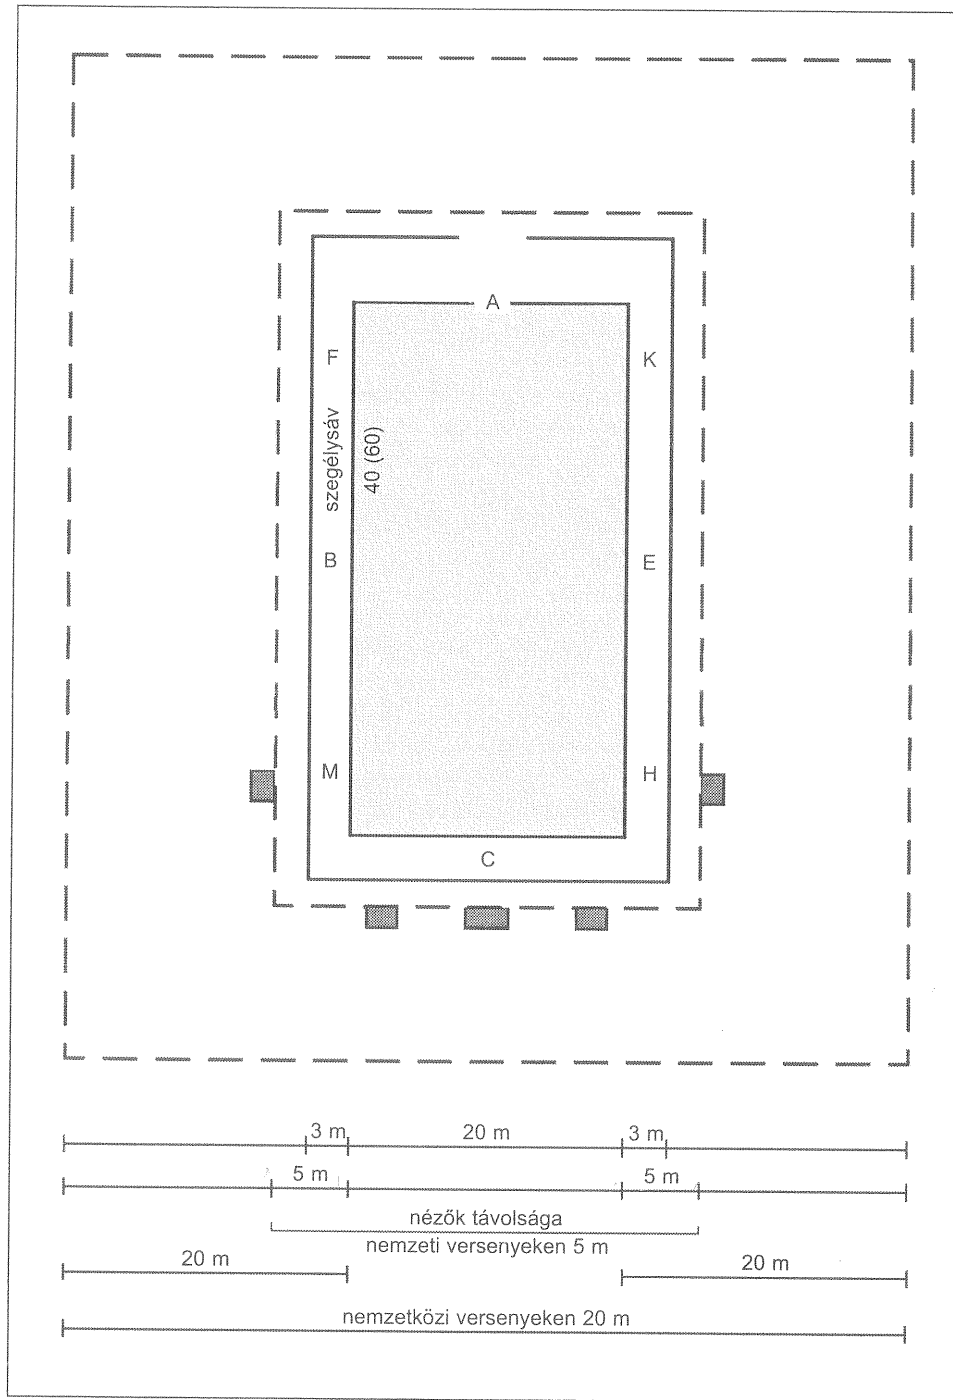 A
F
K
szegélysáv
40 (60)
B
E
M
H
C
3 m
20 m
3 m
5 m
5 m
nézők távolsága
nemzeti versenyeken 5 m
20 m
20 m
nemzetközi versenyeken 20 m